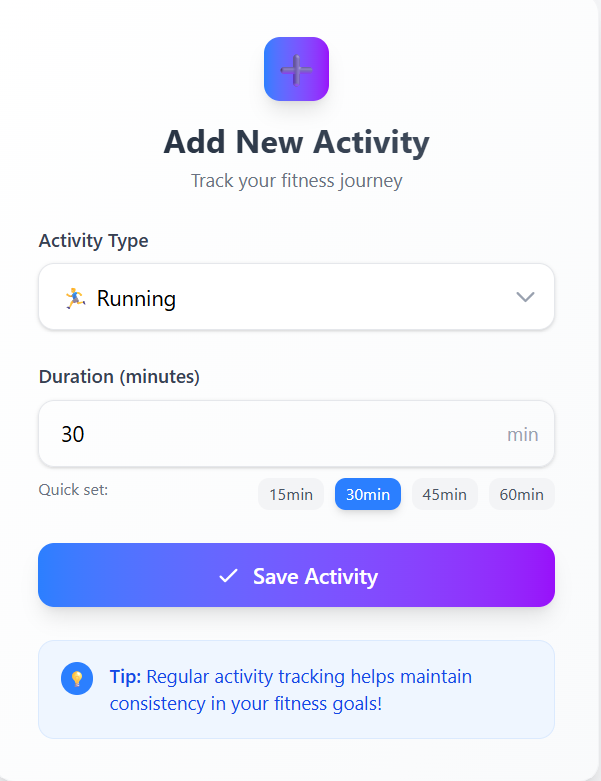 Add New Activity
Track your fitness journey
Activity Type
Running
Duration (minutes)
30 min
Quick set: 15min 30min 45min 60min
Save Activity
Tip: Regular activity tracking helps maintain
consistency in your fitness goals!